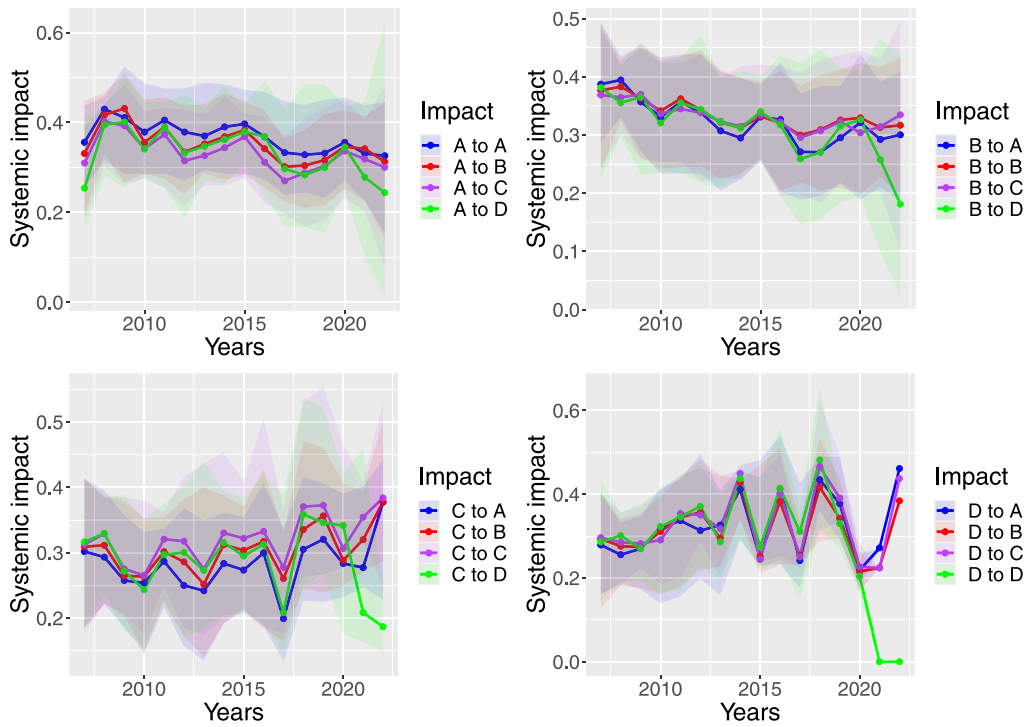 Systemic impact
0.6
0.4
0.2
0.0
2010 2015 2020
Years
Impact
A to A
A to B
A to C
A to D
Systemic impact
0.5
0.4
0.3
0.2
0.1
0.0
2010 2015 2020
Years
Impact
B to A
B to B
B to C
B to D
Systemic impact
0.5
0.4
0.3
0.2
2010 2015 2020
Years
Impact
C to A
C to B
C to C
C to D
Systemic impact
0.6
0.4
0.2
0.0
2010 2015 2020
Years
Impact
D to A
D to B
D to C
D to D